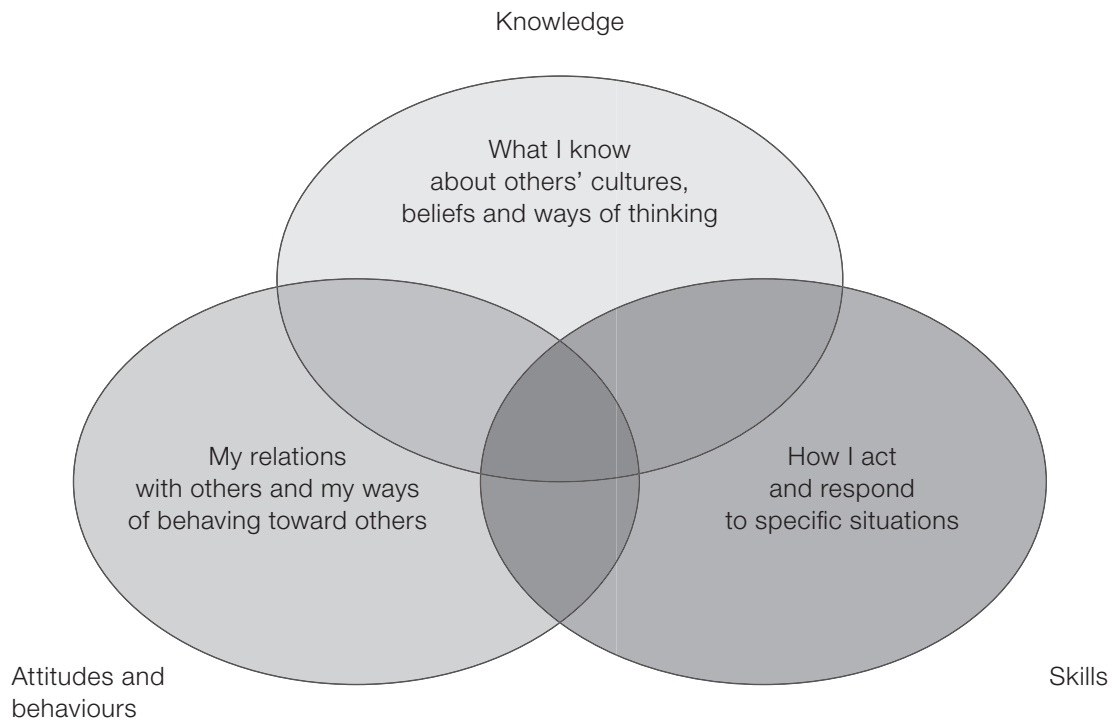 Knowledge
What I know
about others’ cultures,
beliefs and ways of thinking
My relations
with others and my ways
of behaving toward others
How I act
and respond
to specific situations
Attitudes and
behaviours
Skills